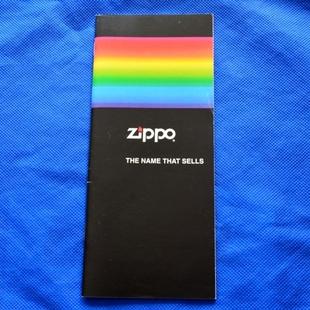 zippo
THE NAME THAT SELLS